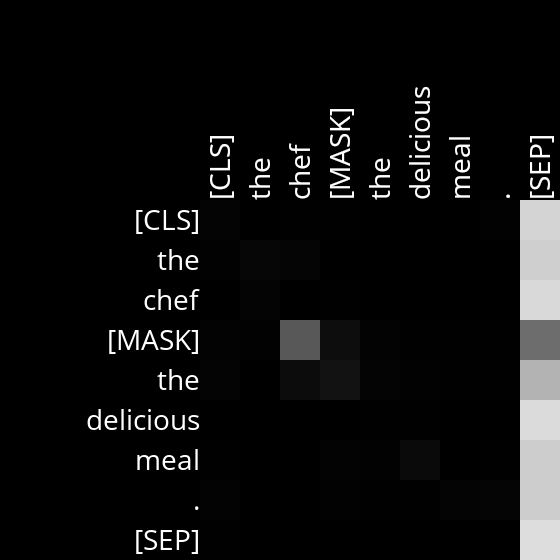 [CLS] the chef [MASK] the delicious meal . [SEP]
[CLS]
the
chef
[MASK]
the
delicious
meal
.
[SEP]